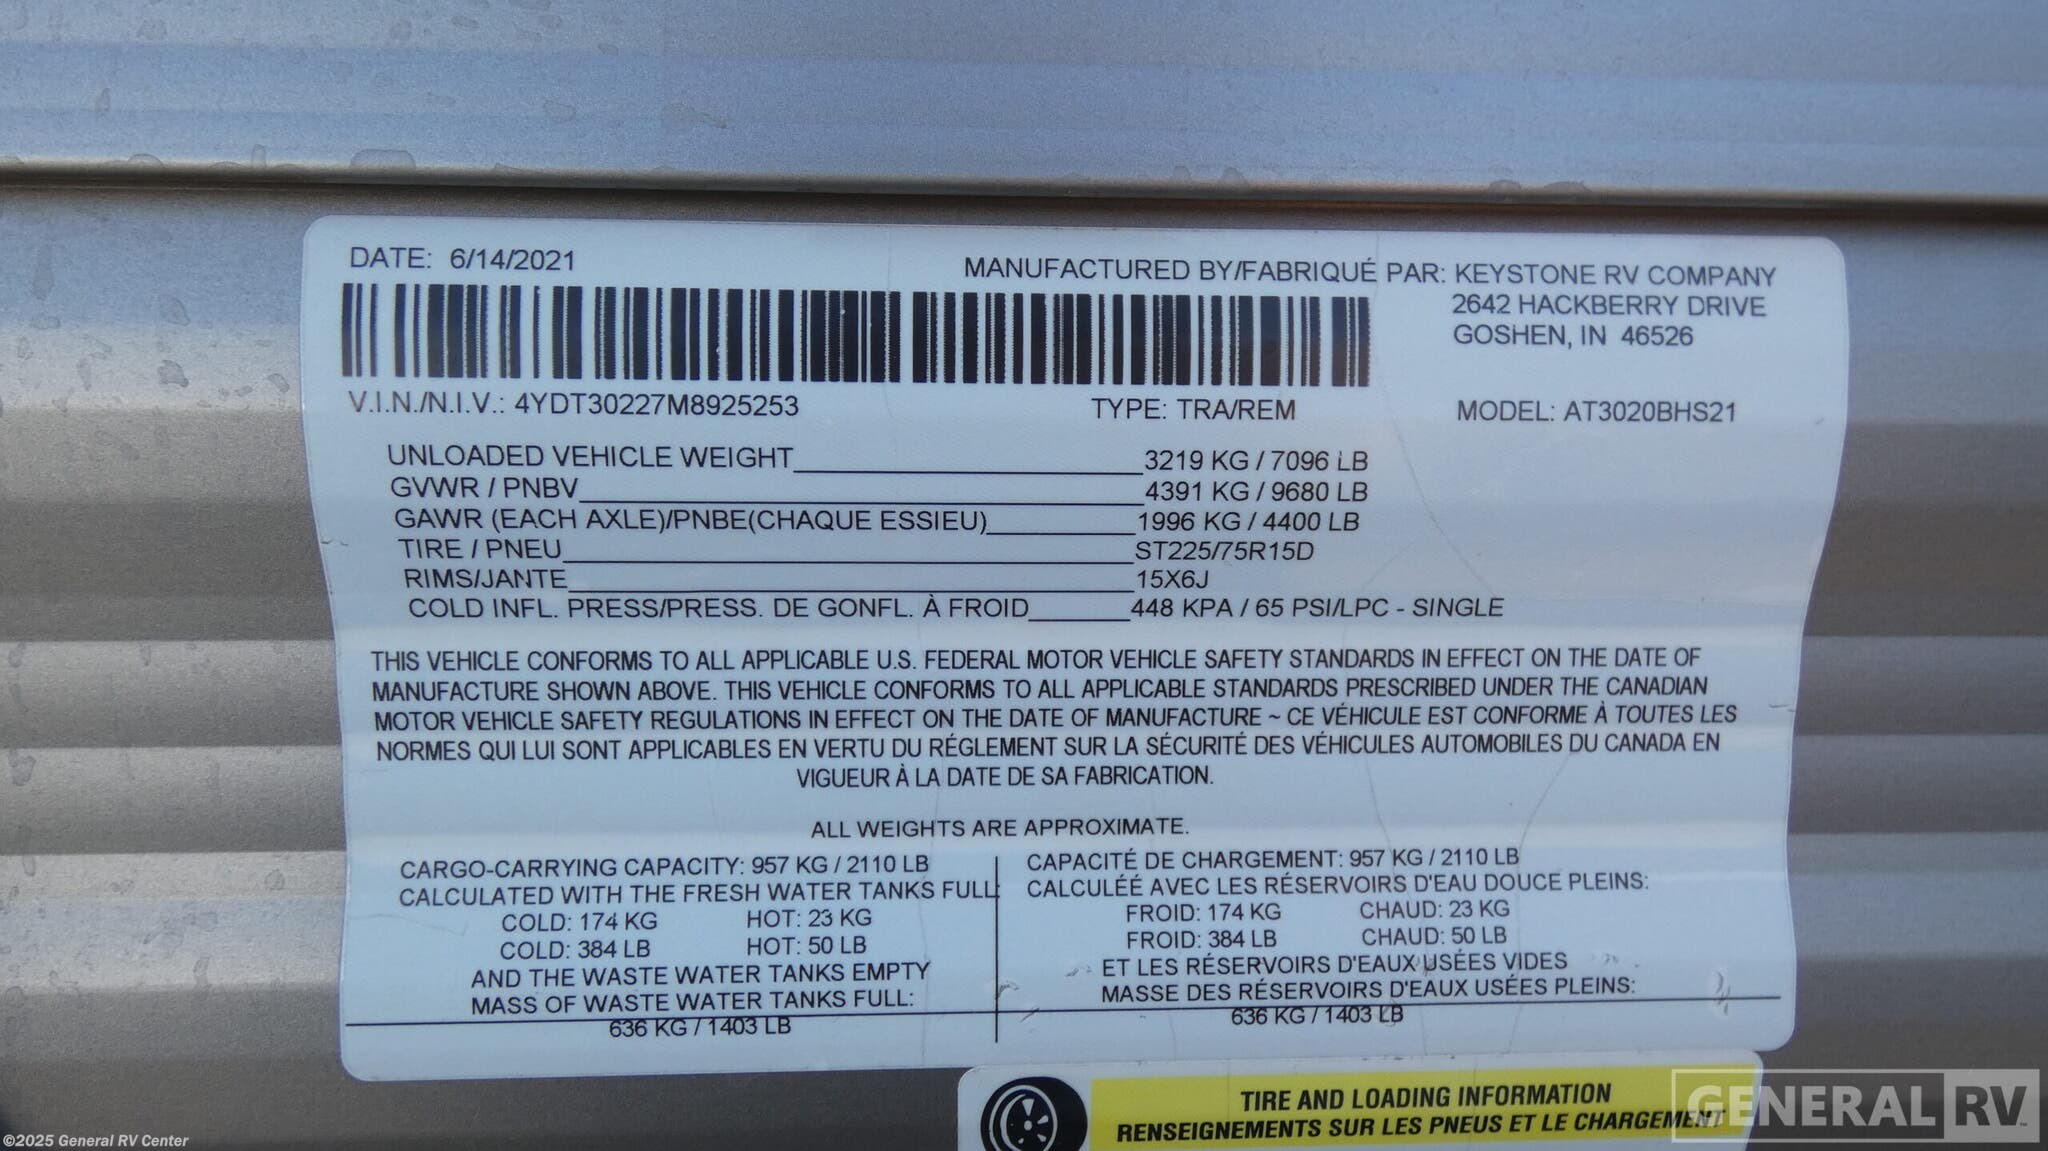 DATE: 6/14/2021
MANUFACTURED BY/FABRIQUÉ PAR: KEYSTONE RV COMPANY
2642 HACKBERRY DRIVE
GOSHEN, IN 46526
V.I.N./N.I.V.: 4YDT30227M8925253 TYPE: TRA/REM MODEL: AT3020BHS21
UNLOADED VEHICLE WEIGHT 3219 KG / 7096 LB
GVWR / PNBV 4391 KG / 9680 LB
GAWR (EACH AXLE)/PNBE(CHAQUE ESSIEU) 1996 KG / 4400 LB
TIRE / PNEU ST225/75R15D
RIMS/JANTE 15X6J
COLD INFL. PRESS/PRESS. DE GONFL. À FROID 448 KPA / 65 PSI/LPC - SINGLE
THIS VEHICLE CONFORMS TO ALL APPLICABLE U.S. FEDERAL MOTOR VEHICLE SAFETY STANDARDS IN EFFECT ON THE DATE OF
MANUFACTURE SHOWN ABOVE. THIS VEHICLE CONFORMS TO ALL APPLICABLE STANDARDS PRESCRIBED UNDER THE CANADIAN
MOTOR VEHICLE SAFETY REGULATIONS IN EFFECT ON THE DATE OF MANUFACTURE ~ CE VÉHICULE EST CONFORME À TOUTES LES
NORMES QUI LUI SONT APPLICABLES EN VERTU DU RÉGLEMENT SUR LA SÉCURITÉ DES VÉHICULES AUTOMOBILES DU CANADA EN
VIGUEUR À LA DATE DE SA FABRICATION.
ALL WEIGHTS ARE APPROXIMATE.
CARGO-CARRYING CAPACITY: 957 KG / 2110 LB
CALCULATED WITH THE FRESH WATER TANKS FULL:
COLD: 174 KG HOT: 23 KG
COLD: 384 LB HOT: 50 LB
AND THE WASTE WATER TANKS EMPTY
MASS OF WASTE WATER TANKS FULL:
636 KG / 1403 LB
CAPACITÉ DE CHARGEMENT: 957 KG / 2110 LB
CALCULÉÉ AVEC LES RÉSERVOIRS D'EAU DOUCE PLEINS:
FROID: 174 KG CHAUD: 23 KG
FROID: 384 LB CHAUD: 50 LB
ET LES RÉSERVOIRS D'EAUX USÉES VIDES
MASSE DES RÉSERVOIRS D'EAUX USÉES PLEINS:
636 KG / 1403 LB
TIRE AND LOADING INFORMATION
RENSEIGNEMENTS SUR LES PNEUS ET LE CHARGEMENT
GENERAL RV
©2025 General RV Center